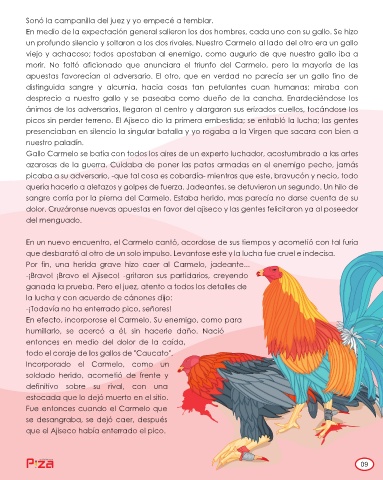 Sonó la campanilla del juez y yo empecé a temblar.
En medio de la expectación general salieron los dos hombres, cada uno con su gallo. Se hizo
un profundo silencio y soltaron a los dos rivales. Nuestro Carmelo al lado del otro era un gallo
viejo y achacoso; todos apostaban al enemigo, como augurio de que nuestro gallo iba a
morir. No faltó aficionado que anunciara el triunfo del Carmelo, pero la mayoría de las
apuestas favorecían al adversario. El otro, que en verdad no parecía ser un gallo fino de
distinguida sangre y alcurnia, hacía cosas tan petulantes cuan humanas: miraba con
desprecio a nuestro gallo y se paseaba como dueño de la cancha. Enardeciéndose los
ánimos de los adversarios, llegaron al centro y alargaron sus erizados cuellos, tocándose los
picos sin perder terreno. El Ajiseco dio la primera embestida; se entabló la lucha; las gentes
presenciaban en silencio la singular batalla y yo rogaba a la Virgen que sacara con bien a
nuestro paladín.
Gallo Carmelo se batía con todos los aires de un experto luchador, acostumbrado a las artes
azarosas de la guerra. Cuidaba de poner las patas armadas en el enemigo pecho, jamás
picaba a su adversario, -que tal cosa es cobardía- mientras que este, bravucón y necio, todo
quería hacerlo a aletazos y golpes de fuerza. Jadeantes, se detuvieron un segundo. Un hilo de
sangre corría por la pierna del Carmelo. Estaba herido, mas parecía no darse cuenta de su
dolor. Cruzáronse nuevas apuestas en favor del ajiseco y las gentes felicitaron ya al poseedor
del menguado.
En un nuevo encuentro, el Carmelo cantó, acordose de sus tiempos y acometió con tal furia
que desbarató al otro de un solo impulso. Levantose este y la lucha fue cruel e indecisa.
Por fin, una herida grave hizo caer al Carmelo, jadeante...
-¡Bravo! ¡Bravo el Ajiseco! -gritaron sus partidarios, creyendo
ganada la prueba. Pero el juez, atento a todos los detalles de
la lucha y con acuerdo de cánones dijo:
-¡Todavía no ha enterrado pico, señores!
En efecto, incorporose el Carmelo. Su enemigo, como para
humillarlo, se acercó a él, sin hacerle daño. Nació
entonces en medio del dolor de la caída,
todo el coraje de los gallos de "Caucato".
Incorporado el Carmelo, como un
soldado herido, acometió de frente y
definitivo sobre su rival, con una
estocada que lo dejó muerto en el sitio.
Fue entonces cuando el Carmelo que
se desangraba, se dejó caer, después
que el Ajiseco había enterrado el pico.
P!za
09